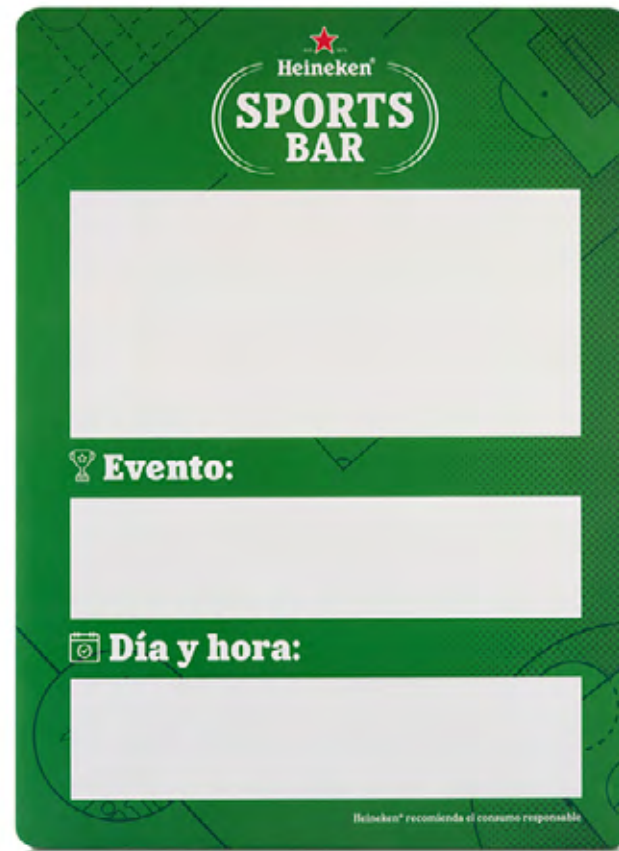 Heineken®
SPORTS
BAR
Evento:
Día y hora:
Heineken® recomienda el consumo responsable